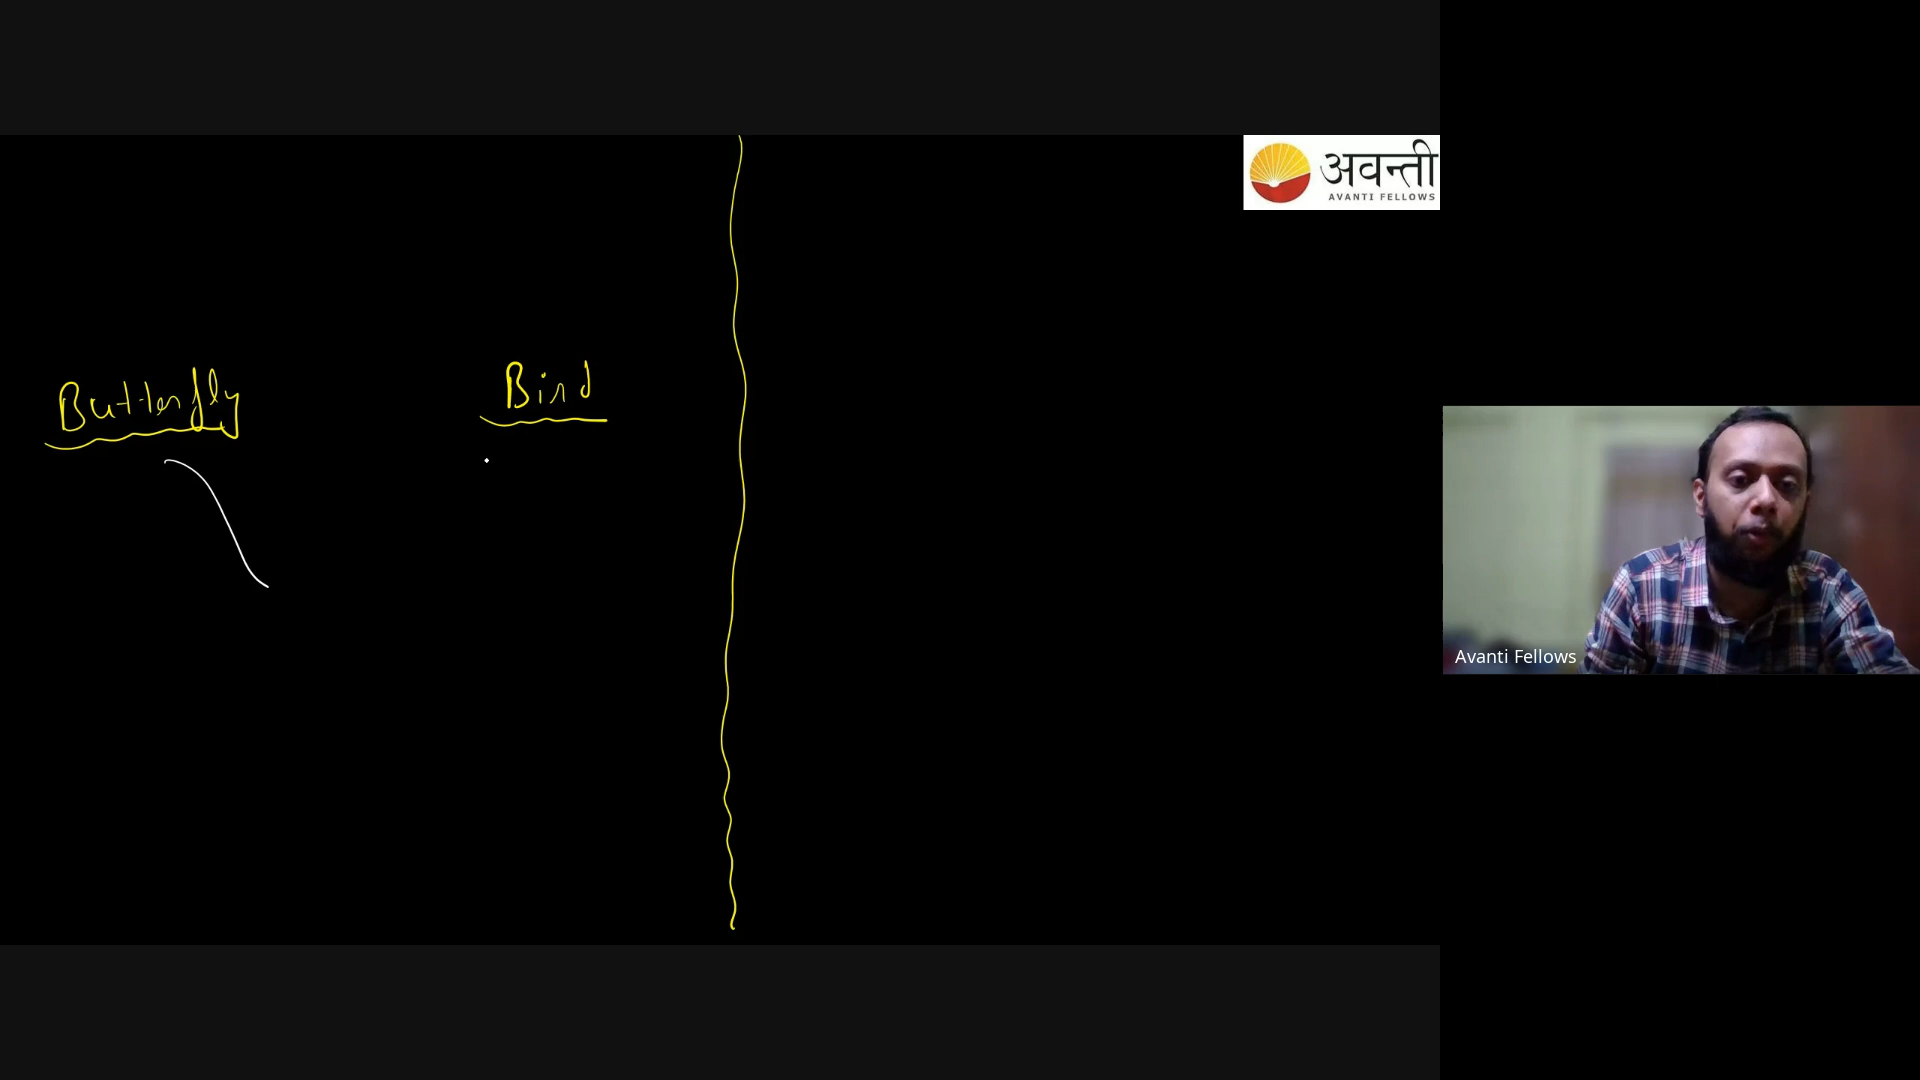 अवन्ती
AVANTI FELLOWS
Butterfly
Bird
Avanti Fellows